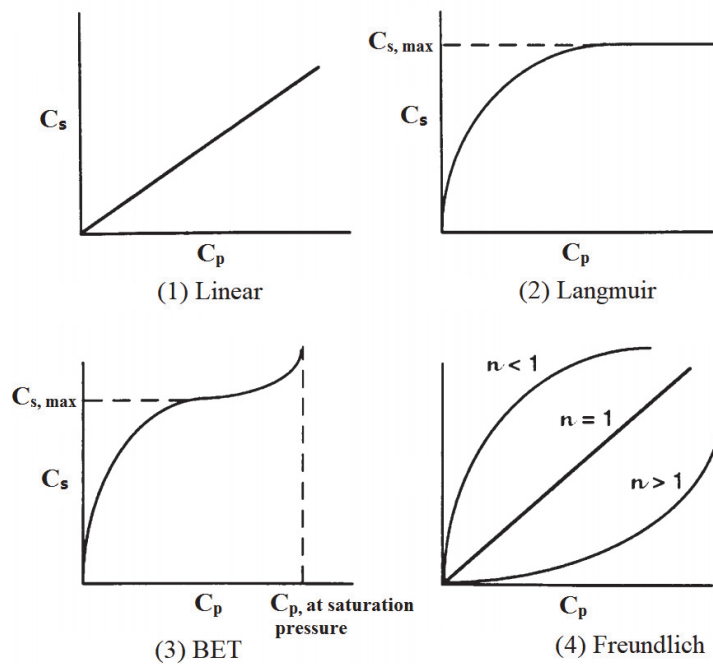 Cs
Cp
(1) Linear
Cs, max
Cs
Cp
(2) Langmuir
Cs, max
Cs
Cp
Cp, at saturation
pressure
(3) BET
n < 1
n = 1
n > 1
Cp
(4) Freundlich